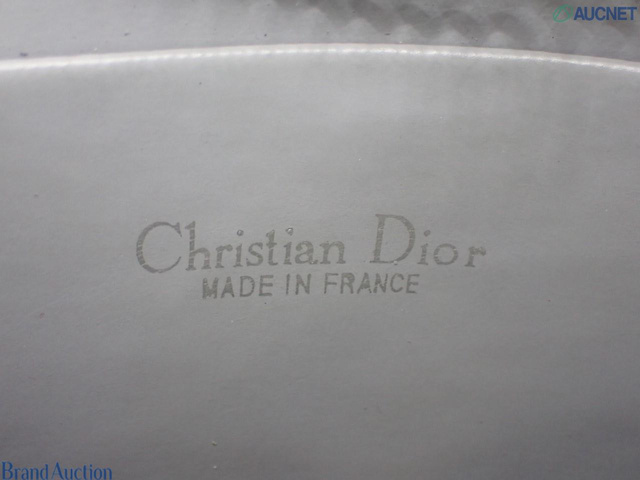 AUCNET
Christian Dior
MADE IN FRANCE
Brand Auction